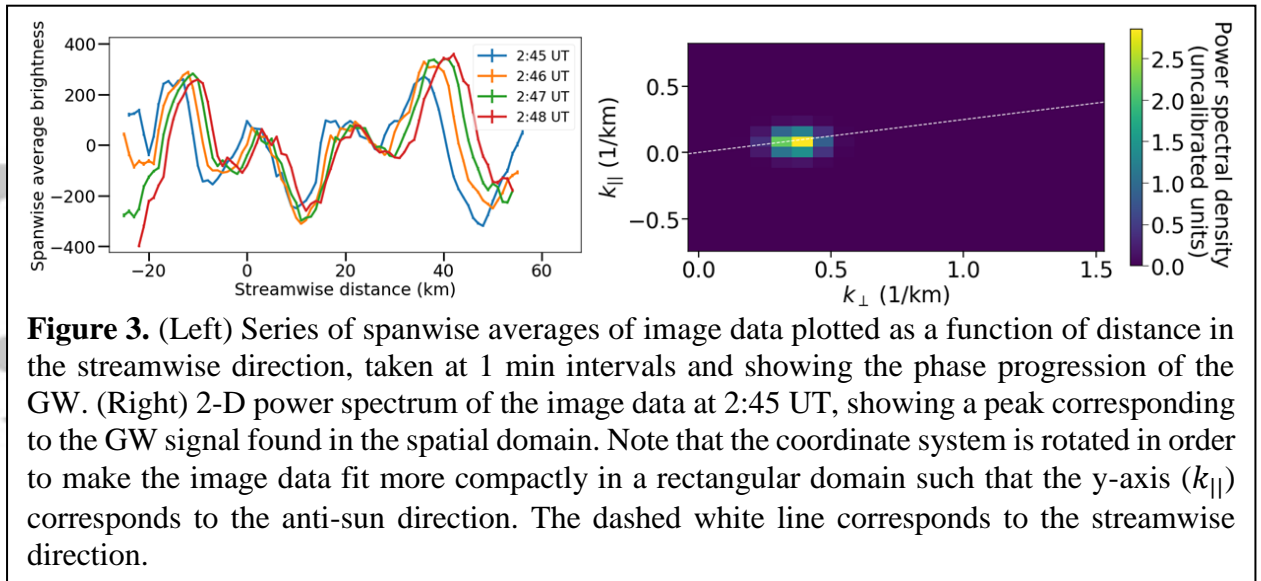 Spanwise average brightness
400
200
0
−200
−400
−20
0
20
40
60
Streamwise distance (km)
2:45 UT
2:46 UT
2:47 UT
2:48 UT
k|| (1/km)
0.5
0.0
−0.5
0.0
0.5
1.0
1.5
k⊥ (1/km)
2.5
2.0
1.5
1.0
0.5
0.0
Power spectral density
(uncalibrated units)
Figure 3. (Left) Series of spanwise averages of image data plotted as a function of distance in
the streamwise direction, taken at 1 min intervals and showing the phase progression of the
GW. (Right) 2-D power spectrum of the image data at 2:45 UT, showing a peak corresponding
to the GW signal found in the spatial domain. Note that the coordinate system is rotated in order
to make the image data fit more compactly in a rectangular domain such that the y-axis (k||)
corresponds to the anti-sun direction. The dashed white line corresponds to the streamwise
direction.